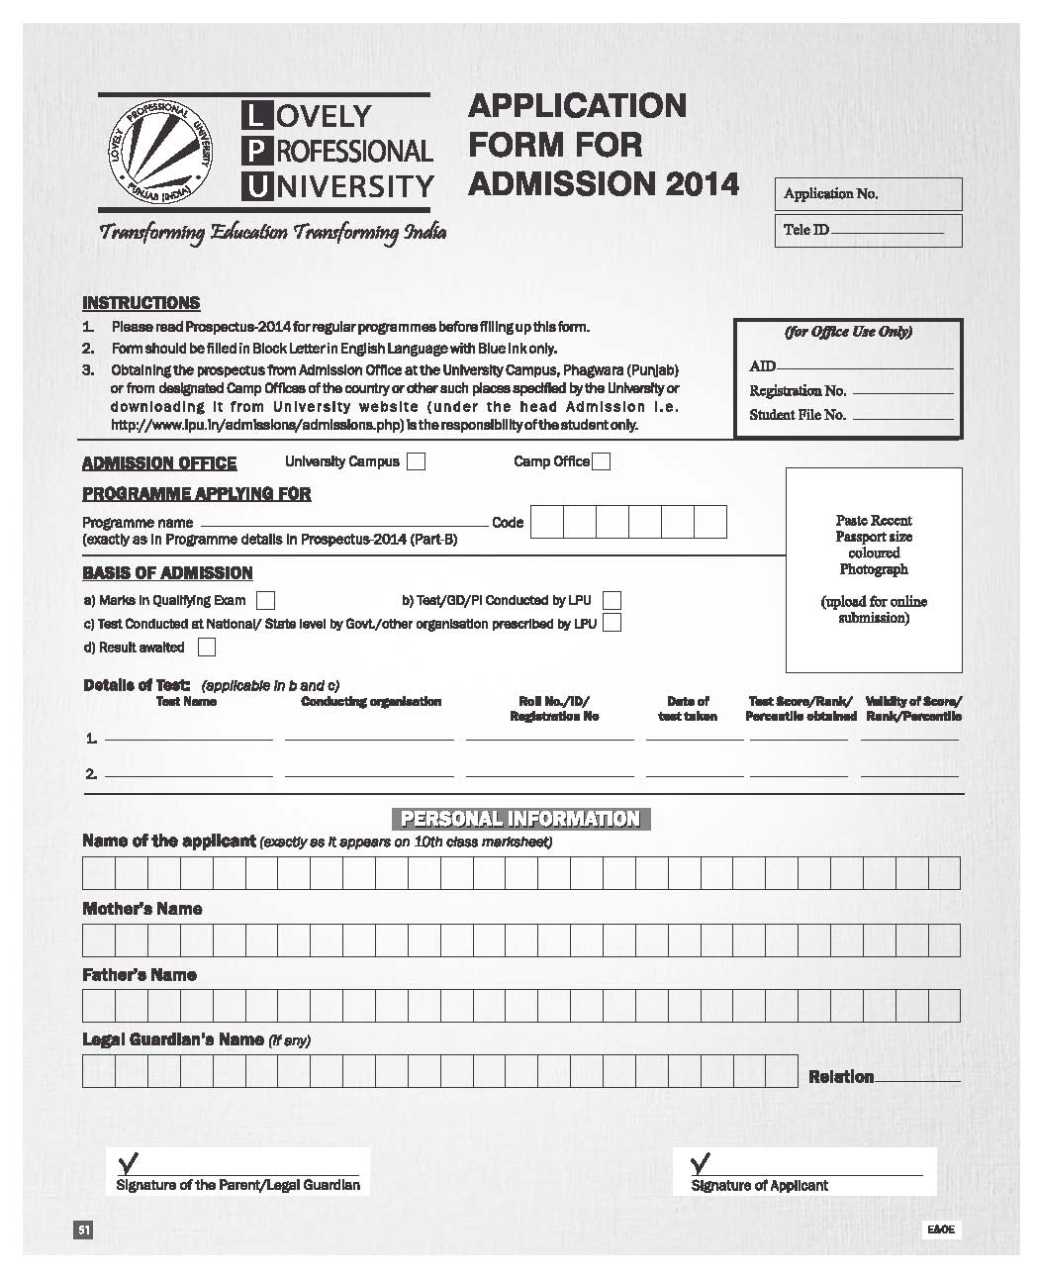 LOVELY PROFESSIONAL UNIVERSITY
PUNJAB (INDIA)
LOVELY
PROFESSIONAL
UNIVERSITY
Transforming Education Transforming India
APPLICATION
FORM FOR
ADMISSION 2014
Application No.
Tele ID
INSTRUCTIONS
1. Please read Prospectus-2014 for regular programmes before filling up this form.
2. Form should be filled in Block Letter in English Language with Blue Ink only.
3. Obtaining the prospectus from Admission Office at the University Campus, Phagwara (Punjab)
or from designated Camp Offices of the country or other such places specified by the University or
downloading it from University website (under the head Admission i.e.
http://www.lpu.in/admissions/admissions.php) is the responsibility of the student only.
(for Office Use Only)
AID
Registration No.
Student File No.
ADMISSION OFFICE University Campus Camp Office
PROGRAMME APPLYING FOR
Programme name Code
(exactly as in Programme details in Prospectus-2014 (Part-B)
Paste Recent
Passport size
coloured
Photograph
(upload for online
submission)
BASIS OF ADMISSION
a) Marks in Qualifying Exam b) Test/GD/PI Conducted by LPU
c) Test Conducted at National/ State level by Govt./other organisation prescribed by LPU
d) Result awaited
Details of Test: (applicable in b and c)
Test Name Conducting organisation Roll No./ID/ Date of Test Score/Rank/ Validity of Score/
Registration No test taken Percentile obtained Rank/Percentile
1.
2.
PERSONAL INFORMATION
Name of the applicant (exactly as it appears on 10th class marksheet)
Mother's Name
Father's Name
Legal Guardian's Name (if any)
Relation
Signature of the Parent/Legal Guardian Signature of Applicant
51 E&OE